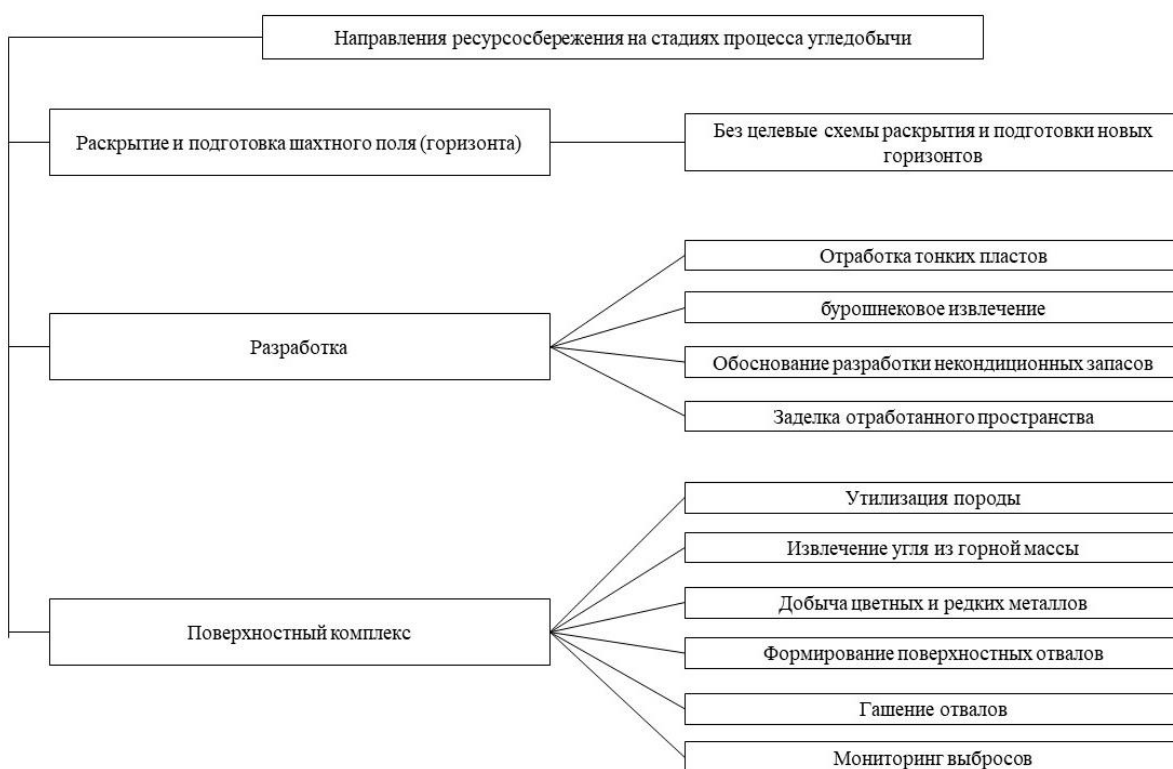 Направления ресурсосбережения на стадиях процесса угледобычи
Раскрытие и подготовка шахтного поля (горизонта)
Без целевые схемы раскрытия и подготовки новых
горизонтов
Разработка
Отработка тонких пластов
бурошнековое извлечение
Обоснование разработки некондиционных запасов
Заделка отработанного пространства
Поверхностный комплекс
Утилизация породы
Извлечение угля из горной массы
Добыча цветных и редких металлов
Формирование поверхностных отвалов
Гашение отвалов
Мониторинг выбросов